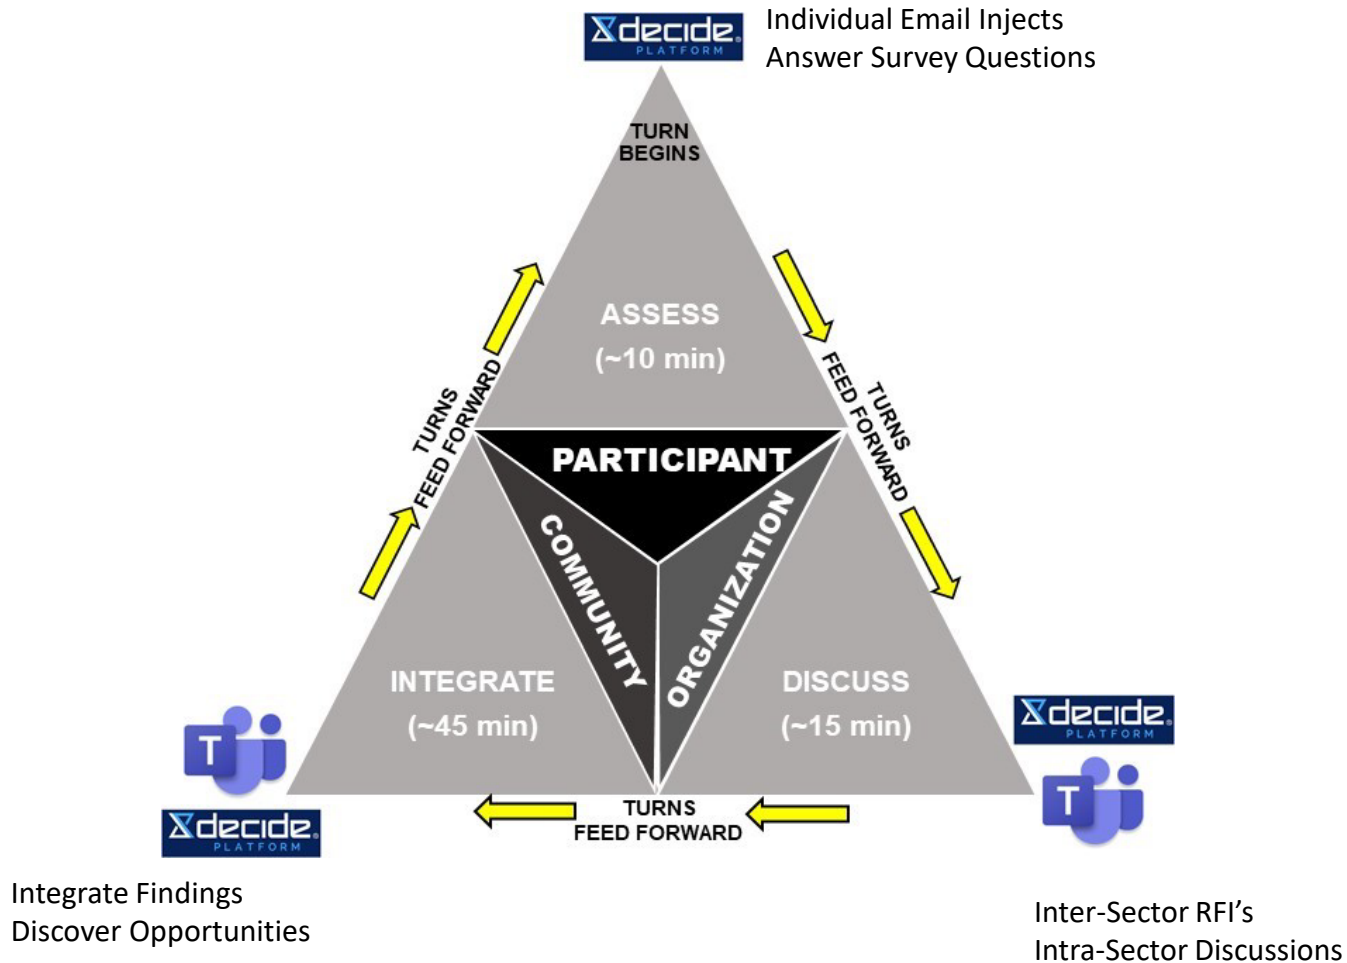 decide®
PLATFORM
Individual Email Injects
Answer Survey Questions
TURN
BEGINS
ASSESS
(~10 min)
TURNS
FEED FORWARD
TURNS
FEED FORWARD
PARTICIPANT
COMMUNITY
ORGANIZATION
INTEGRATE
(~45 min)
DISCUSS
(~15 min)
decide®
PLATFORM
T
T
TURNS
FEED FORWARD
decide®
PLATFORM
Integrate Findings
Discover Opportunities
Inter-Sector RFI’s
Intra-Sector Discussions